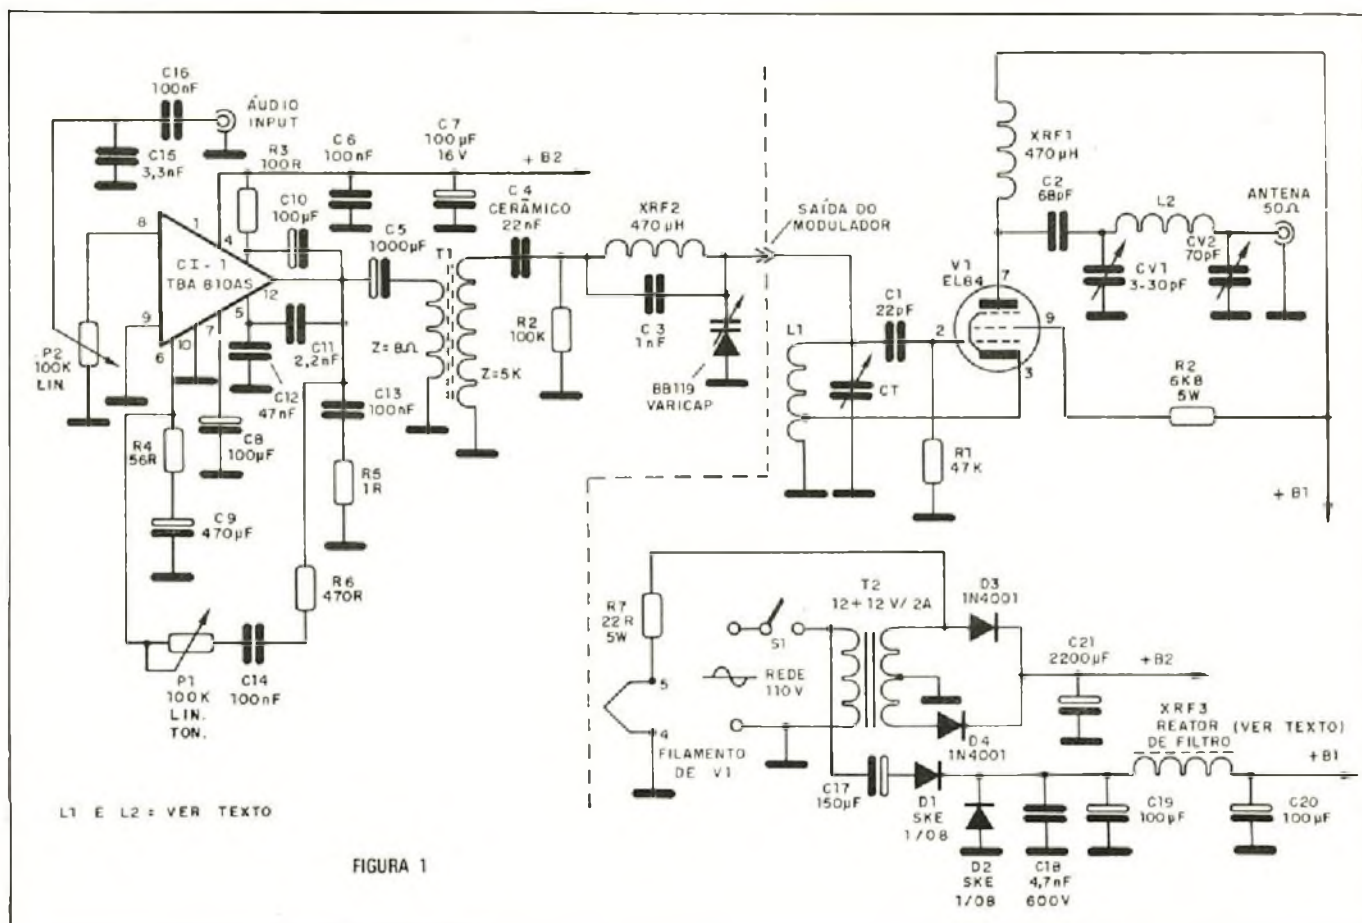 C16
100nF
ÁUDIO
INPUT
C15
3,3nF
R3
100R
C6
100nF
C7
100µF
16V
+ B2
C10
100µF
C5
1000µF
C4
CERÂMICO
22nF
XRF2
470µH
SAÍDA DO
MODULADOR
8
1
4
CI-1
TBA 810AS
12
9
10
7
5
6
P2
100K
LIN.
C11
2,2nF
C12
47nF
T1
Z=8Ω
Z=5K
R2
100K
C3
1nF
BB119
VARICAP
R4
56R
C8
100µF
C13
100nF
R5
1R
C9
470µF
R6
470R
P1
100K
LIN.
TON.
C14
100nF
XRF1
470µH
C2
68pF
L2
ANTENA
50Ω
CV1
3-30pF
CV2
70pF
V1
EL84
7
2
9
3
L1
C1
22pF
CT
R1
47K
R2
6K8
5W
+ B1
R7
22R
5W
5
4
FILAMENTO
DE V1
S1
REDE
110V
T2
12+12V/2A
D3
1N4001
D4
1N4001
C21
2200µF
+B2
XRF3
REATOR (VER TEXTO)
DE FILTRO
+B1
C17
150µF
D1
SKE
1/08
D2
SKE
1/08
C18
4,7nF
600V
C19
100µF
C20
100µF
L1 E L2 = VER TEXTO
FIGURA 1